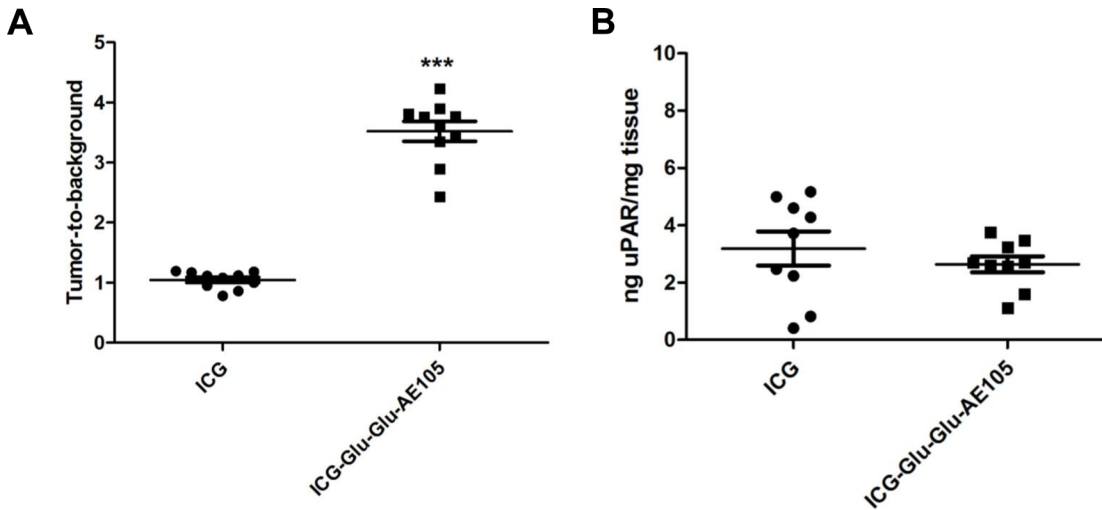 A
Tumor-to-background
5
4
3
2
1
0
***
ICG
ICG-Glu-Glu-AE105
B
ng uPAR/mg tissue
10
8
6
4
2
0
ICG
ICG-Glu-Glu-AE105